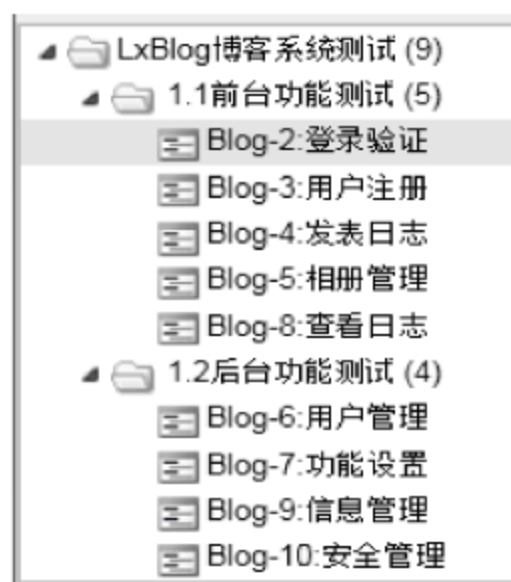 LxBlog博客系统测试 (9)
1.1前台功能测试 (5)
Blog-2:登录验证
Blog-3:用户注册
Blog-4:发表日志
Blog-5:相册管理
Blog-8:查看日志
1.2后台功能测试 (4)
Blog-6:用户管理
Blog-7:功能设置
Blog-9:信息管理
Blog-10:安全管理